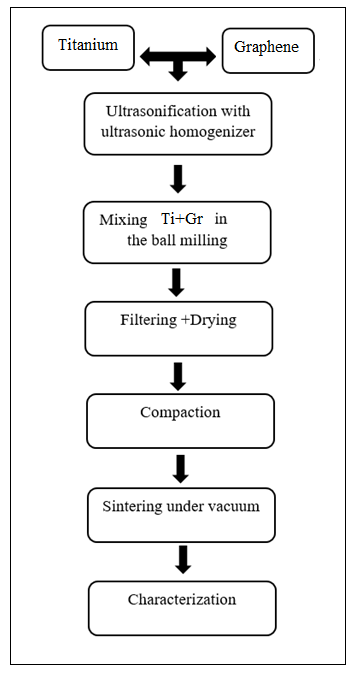 Titanium
Graphene
Ultrasonification with
ultrasonic homogenizer
Mixing Ti+Gr in
the ball milling
Filtering +Drying
Compaction
Sintering under vacuum
Characterization